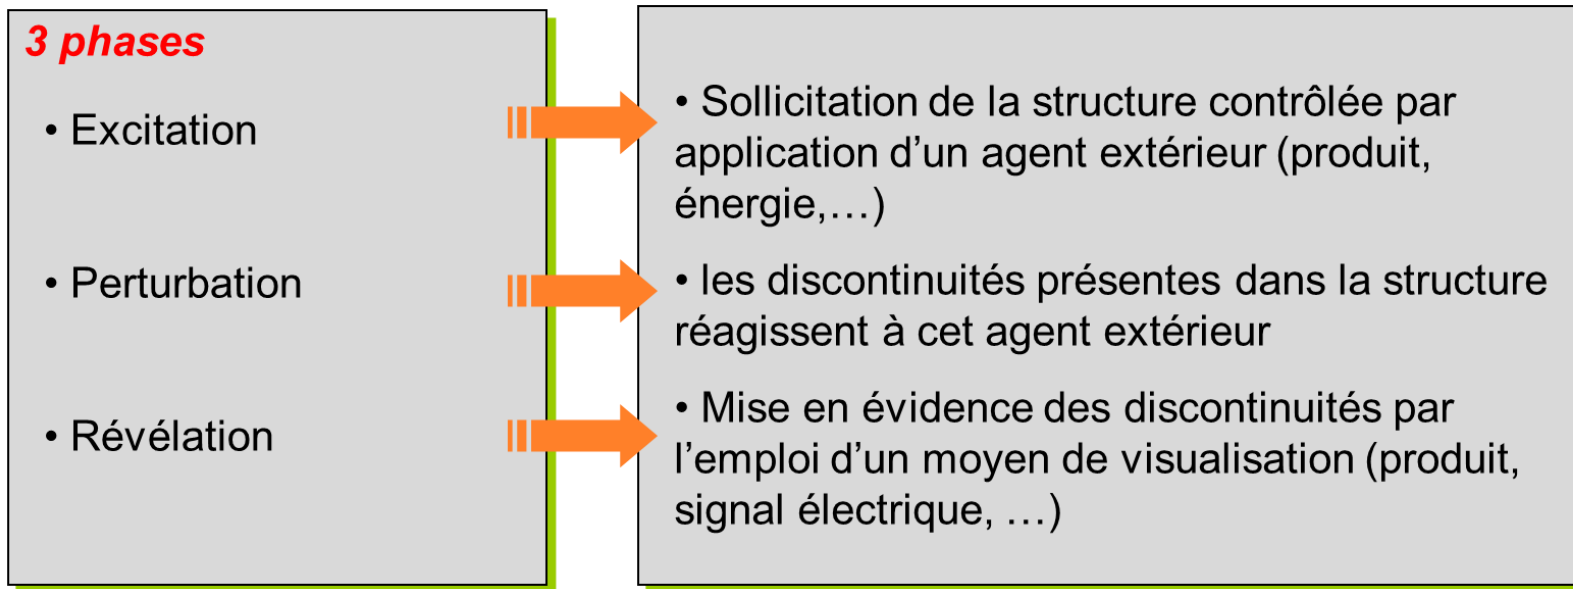 3 phases
• Excitation
• Sollicitation de la structure contrôlée par
application d’un agent extérieur (produit,
énergie,…)
• Perturbation
• les discontinuités présentes dans la structure
réagissent à cet agent extérieur
• Révélation
• Mise en évidence des discontinuités par
l’emploi d’un moyen de visualisation (produit,
signal électrique, …)